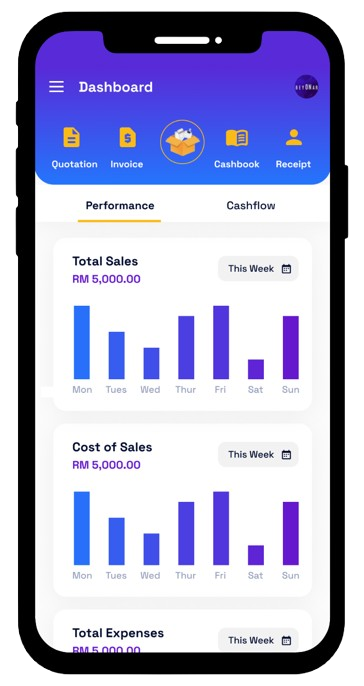 Dashboard
Quotation Invoice Cashbook Receipt
Performance Cashflow
Total Sales
RM 5,000.00
This Week
Mon Tues Wed Thur Fri Sat Sun
Cost of Sales
RM 5,000.00
This Week
Mon Tues Wed Thur Fri Sat Sun
Total Expenses
RM 5,000.00
This Week